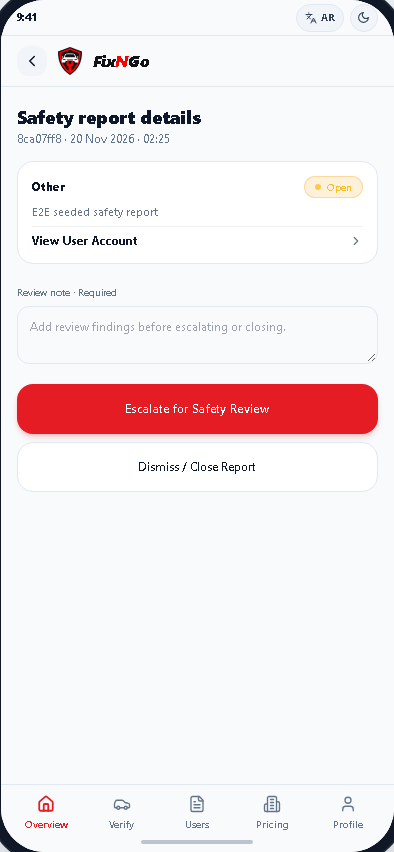 9:41
AR
FixNGo
Safety report details
8ca07ff8 · 20 Nov 2026 · 02:25
Other
Open
E2E seeded safety report
View User Account
Review note · Required
Add review findings before escalating or closing.
Escalate for Safety Review
Dismiss / Close Report
Overview
Verify
Users
Pricing
Profile